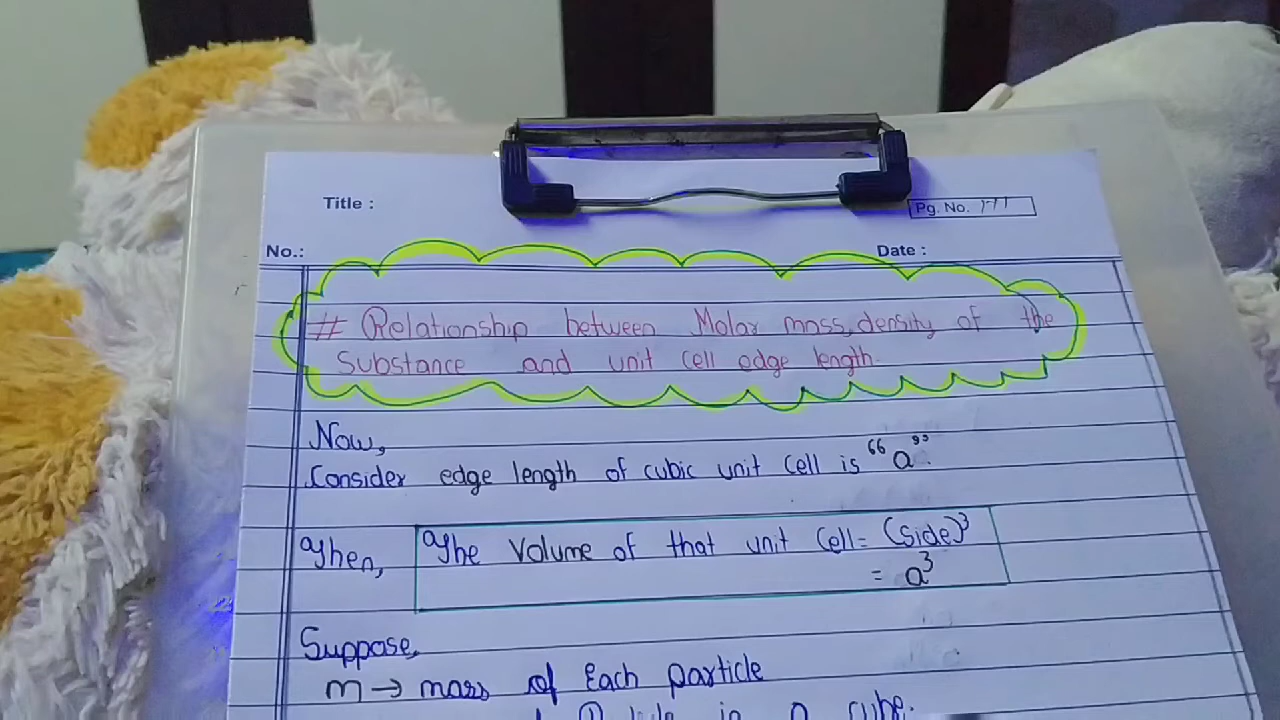 Title :
Pg. No.
No.:
Date :
# Relationship between Molar mass, density of the
Substance and unit cell edge length.
Now,
Consider edge length of cubic unit cell is "a".
Then, The Volume of that unit Cell = (Side)³
= a³
Suppose,
m → mass of Each particle
in a cube.